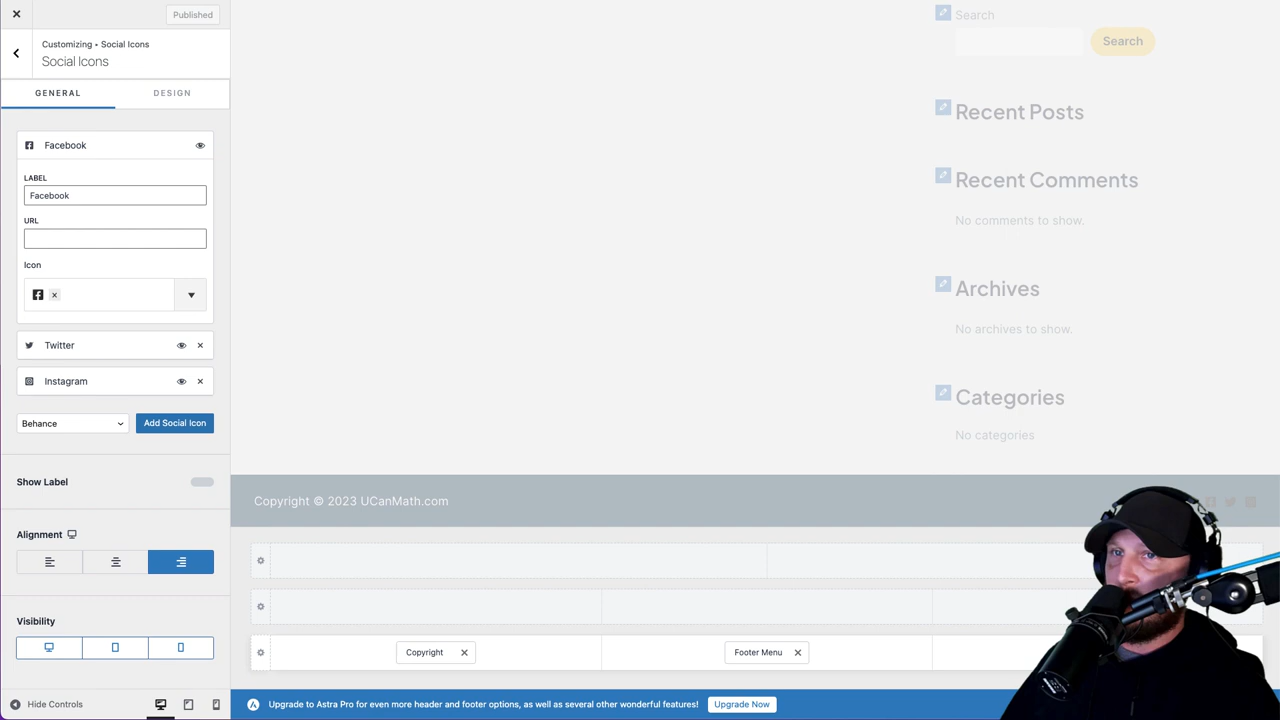 Published
Customizing • Social Icons
Social Icons
GENERAL
DESIGN
Facebook
LABEL
Facebook
URL
Icon
Twitter
Instagram
Behance
Add Social Icon
Show Label
Alignment
Visibility
Hide Controls
Search
Search
Recent Posts
Recent Comments
No comments to show.
Archives
No archives to show.
Categories
No categories
Copyright © 2023 UCanMath.com
Copyright
Footer Menu
Upgrade to Astra Pro for even more header and footer options, as well as several other wonderful features!
Upgrade Now